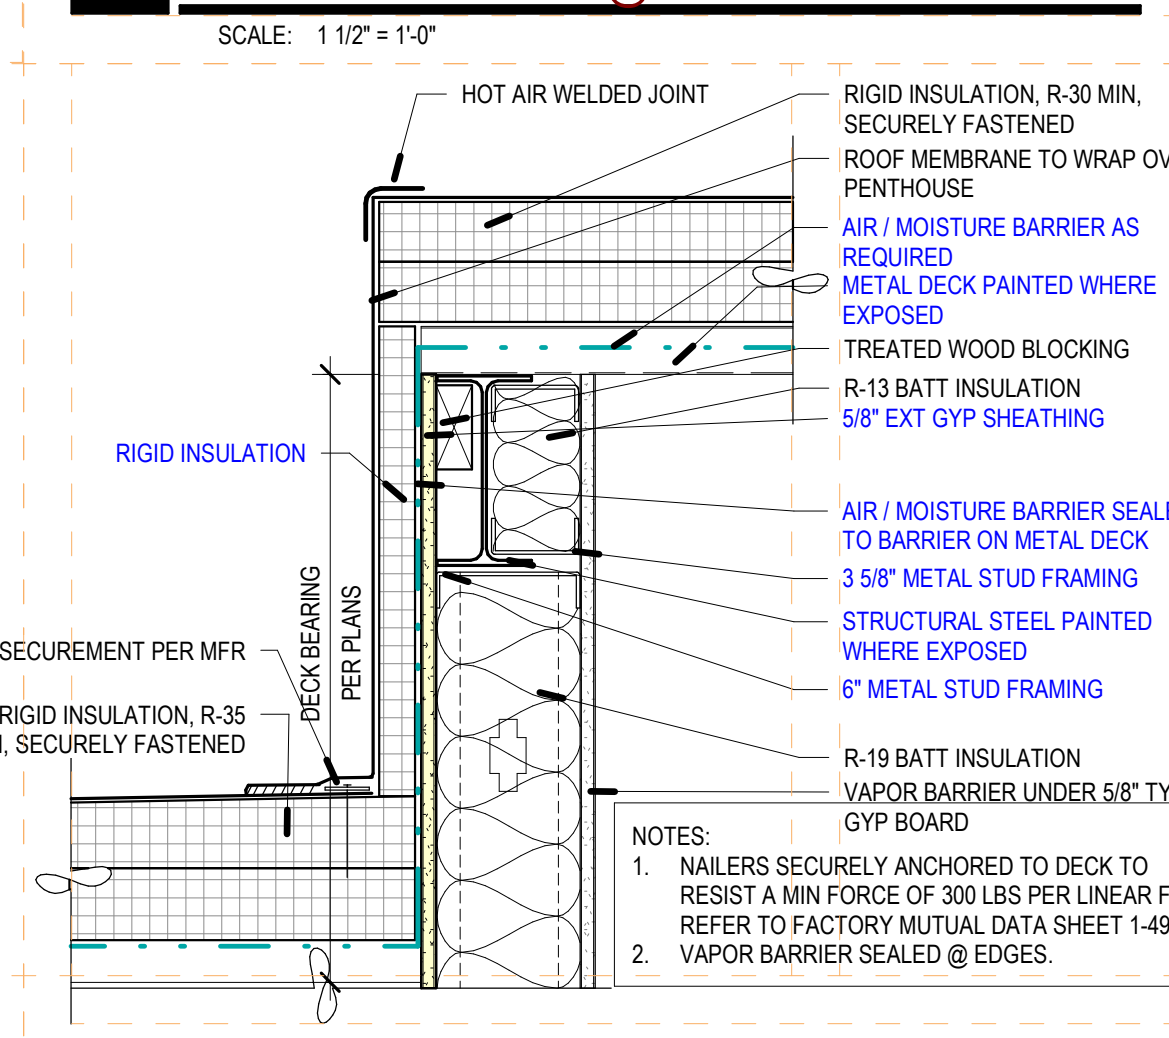 SCALE: 1 1/2" = 1'-0"
HOT AIR WELDED JOINT
RIGID INSULATION, R-30 MIN,
SECURELY FASTENED
ROOF MEMBRANE TO WRAP
PENTHOUSE
AIR / MOISTURE BARRIER AS
REQUIRED
METAL DECK PAINTED WHERE
EXPOSED
TREATED WOOD BLOCKING
R-13 BATT INSULATION
5/8" EXT GYP SHEATHING
RIGID INSULATION
AIR / MOISTURE BARRIER
TO BARRIER ON METAL DECK
3 5/8" METAL STUD FRAMING
STRUCTURAL STEEL PAINTED
WHERE EXPOSED
6" METAL STUD FRAMING
DECK BEARING
PER PLANS
SECUREMENT PER MFR
RIGID INSULATION, R-35
SECURELY FASTENED
R-19 BATT INSULATION
VAPOR BARRIER UNDER 5/8"
GYP BOARD
NOTES:
1. NAILERS SECURELY ANCHORED TO DECK TO
RESIST A MIN FORCE OF 300 LBS PER LINEAR
REFER TO FACTORY MUTUAL DATA SHEET 1-49
2. VAPOR BARRIER SEALED @ EDGES.